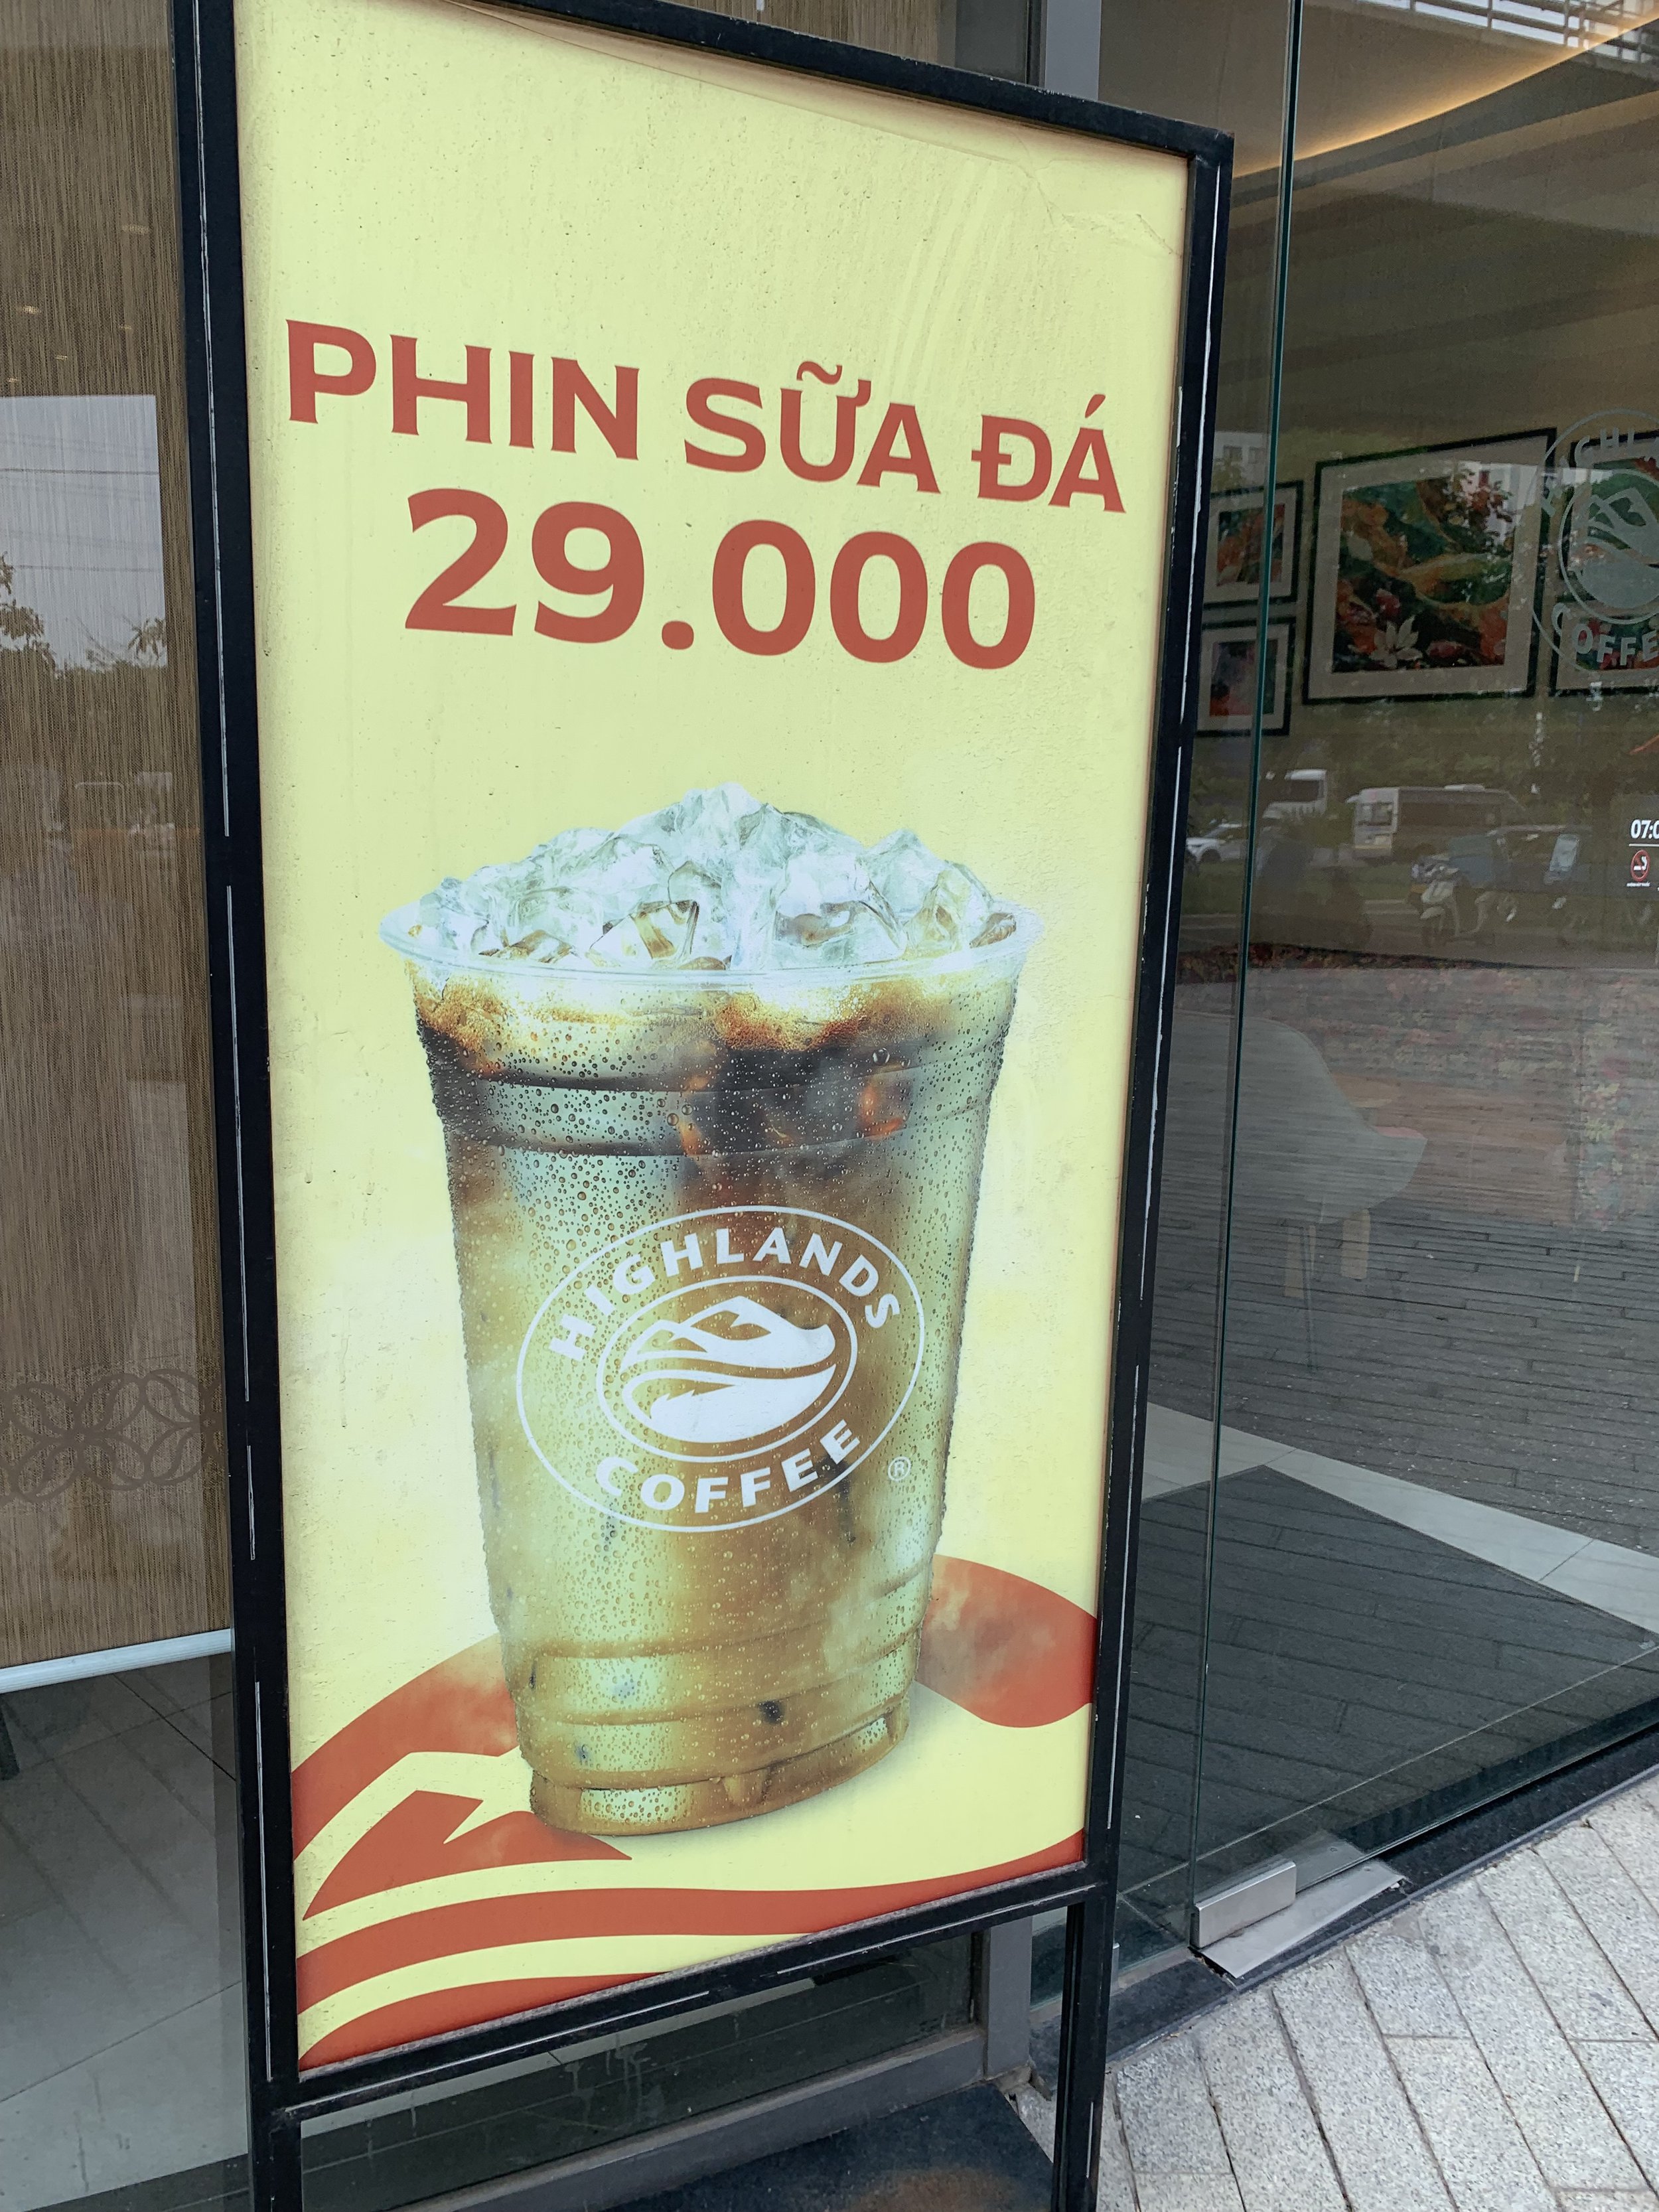 PHIN SỮA ĐÁ
29.000
HIGHLANDS
COFFEE
®